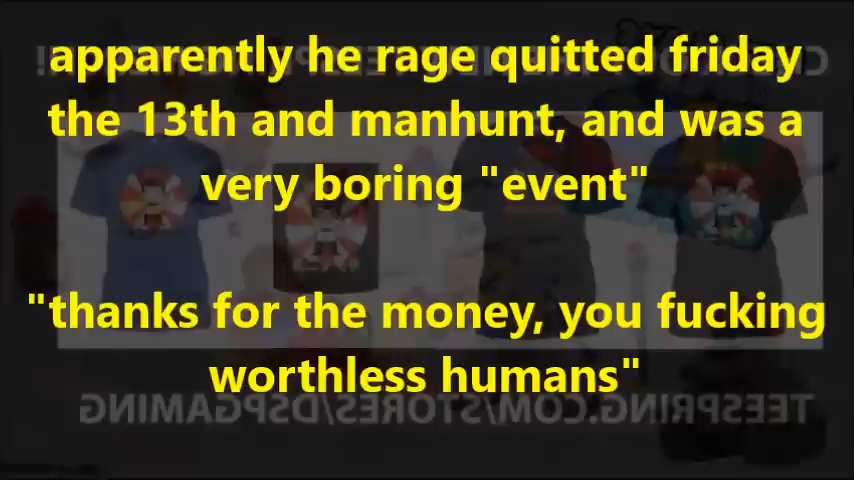 apparently he rage quitted friday
the 13th and manhunt, and was a
very boring "event"
"thanks for the money, you fucking
worthless humans"
TEESPRING.COM/STORES/DSPGAMING